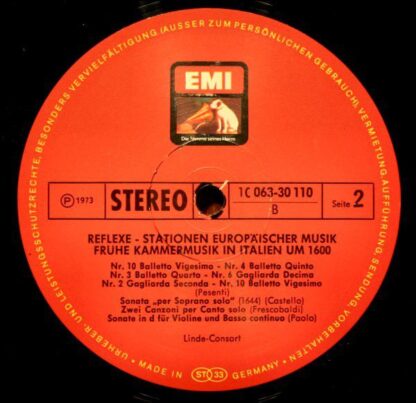 URHEBER- UND LEISTUNGSSCHUTZRECHTE, BESONDERS VERVIELFÄLTIGUNG (AUSSER ZUM PERSÖNLICHEN GEBRAUCH), VERMIETUNG, AUFFÜHRUNG, SENDUNG VORBEHALTEN
EMI
Die Stimme seines Herrn
Ⓟ 1973
STEREO
1C 063-30 110
B
Seite 2
REFLEXE - STATIONEN EUROPÄISCHER MUSIK
FRÜHE KAMMERMUSIK IN ITALIEN UM 1600
Nr. 10 Balletto Vigesimo - Nr. 4 Balletto Quinto
Nr. 3 Balletto Quarto - Nr. 6 Gagliarda Decima
Nr. 2 Gagliarda Seconda - Nr. 10 Balletto Vigesimo
(Pesenti)
Sonata „per Soprano solo" (1644) (Castello)
Zwei Canzoni per Canto solo (Frescobaldi)
Sonate in d für Violine und Basso continuo (Paolo)
Linde-Consort
MADE IN GERMANY
ST 33